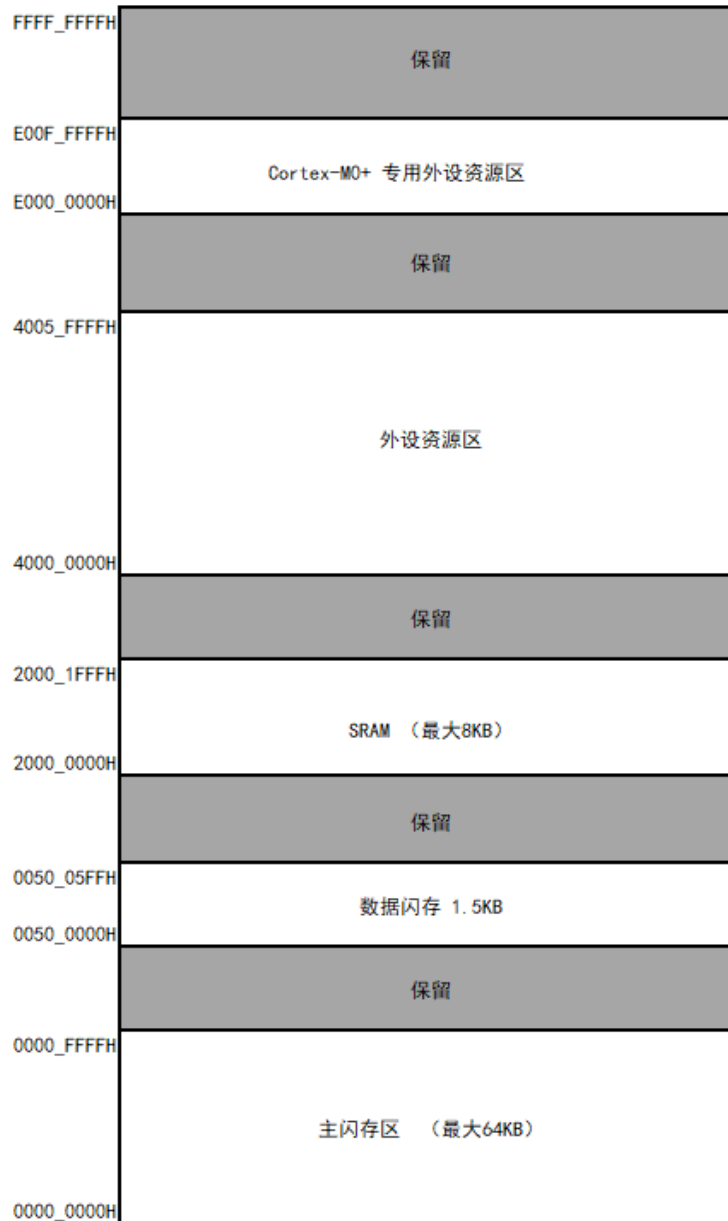 FFFF_FFFFH
保留
E00F_FFFFH
Cortex-M0+ 专用外设资源区
E000_0000H
保留
4005_FFFFH
外设资源区
4000_0000H
保留
2000_1FFFH
SRAM （最大8KB）
2000_0000H
保留
0050_05FFH
数据闪存 1.5KB
0050_0000H
保留
0000_FFFFH
主闪存区 （最大64KB）
0000_0000H